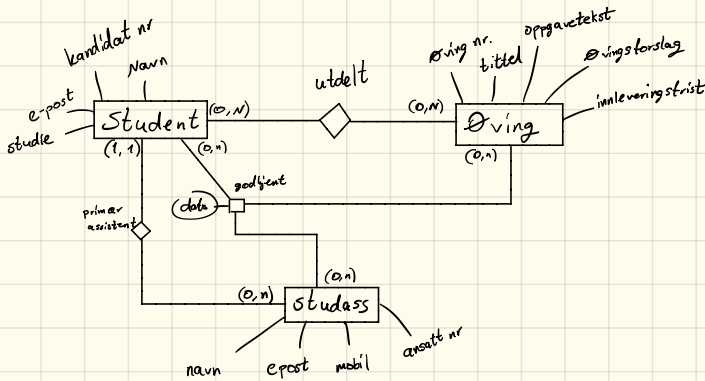 kandidat nr
Navn
e-post
studie
Student
(0,N)
(1,1)
(0,n)
utdelt
(0,N)
Øving nr.
tittel
oppgavetekst
Øvingsforslag
innleveringsfrist
Øving
(0,n)
godkjent
dato
primær
assistent
(0,n)
(0,n)
studass
navn
epost
mobil
ansatt nr